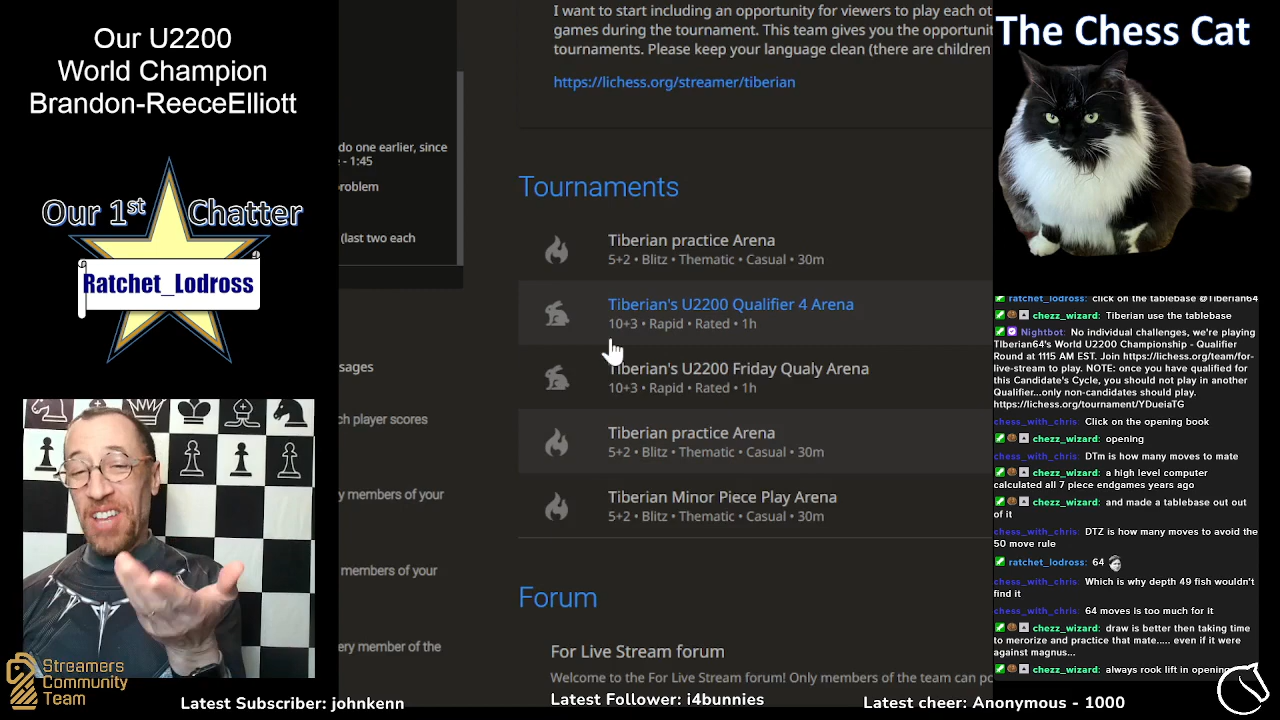 Our U2200
World Champion
Brandon-ReeceElliott
Our 1st Chatter
Ratchet_Lodross
Streamers
Community
Team
Latest Subscriber: johnkenn
do one earlier, since
- 1:45
roblem
(last two each
sages
ch player scores
y members of your
members of your
ery member of the
I want to start including an opportunity for viewers to play each ot
games during the tournament. This team gives you the opportunit
tournaments. Please keep your language clean (there are children
https://lichess.org/streamer/tiberian
Tournaments
Tiberian practice Arena
5+2 • Blitz • Thematic • Casual • 30m
Tiberian's U2200 Qualifier 4 Arena
10+3 • Rapid • Rated • 1h
Tiberian's U2200 Friday Qualy Arena
10+3 • Rapid • Rated • 1h
Tiberian practice Arena
5+2 • Blitz • Thematic • Casual • 30m
Tiberian Minor Piece Play Arena
5+2 • Blitz • Thematic • Casual • 30m
Forum
For Live Stream forum
Welcome to the For Live Stream forum! Only members of the team can po
Latest Follower: i4bunnies
The Chess Cat
ratchet_lodross: click on the tablebase @Tiberian64
chezz_wizard: Tiberian use the tablebase
Nightbot: No individual challenges, we're playing
TIberian64's World U2200 Championship - Qualifier
Round at 1115 AM EST. Join https://lichess.org/team/for-
live-stream to play. NOTE: once you have qualified for
this Candidate's Cycle, you should not play in another
Qualifier...only non-candidates should play.
https://lichess.org/tournament/YDueiaTG
chess_with_chris: Click on the opening book
chezz_wizard: opening
chess_with_chris: DTm is how many moves to mate
chezz_wizard: a high level computer
calculated all 7 piece endgames years ago
chezz_wizard: and made a tablebase out out
of it
chess_with_chris: DTZ is how many moves to avoid the
50 move rule
ratchet_lodross: 64
chess_with_chris: Which is why depth 49 fish wouldn't
find it
chess_with_chris: 64 moves is too much for it
chezz_wizard: draw is better then taking time
to merorize and practice that mate..... even if it were
against magnus...
chezz_wizard: always rook lift in opening
Latest cheer: Anonymous - 1000